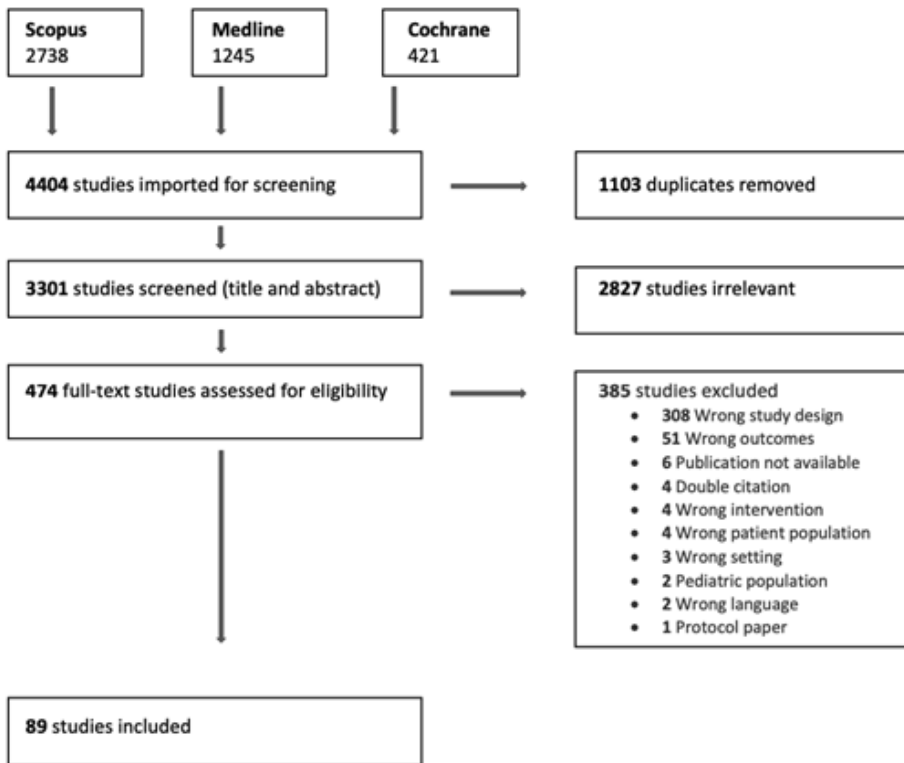 Scopus
2738
Medline
1245
Cochrane
421
4404 studies imported for screening
1103 duplicates removed
3301 studies screened (title and abstract)
2827 studies irrelevant
474 full-text studies assessed for eligibility
385 studies excluded
• 308 Wrong study design
• 51 Wrong outcomes
• 6 Publication not available
• 4 Double citation
• 4 Wrong intervention
• 4 Wrong patient population
• 3 Wrong setting
• 2 Pediatric population
• 2 Wrong language
• 1 Protocol paper
89 studies included